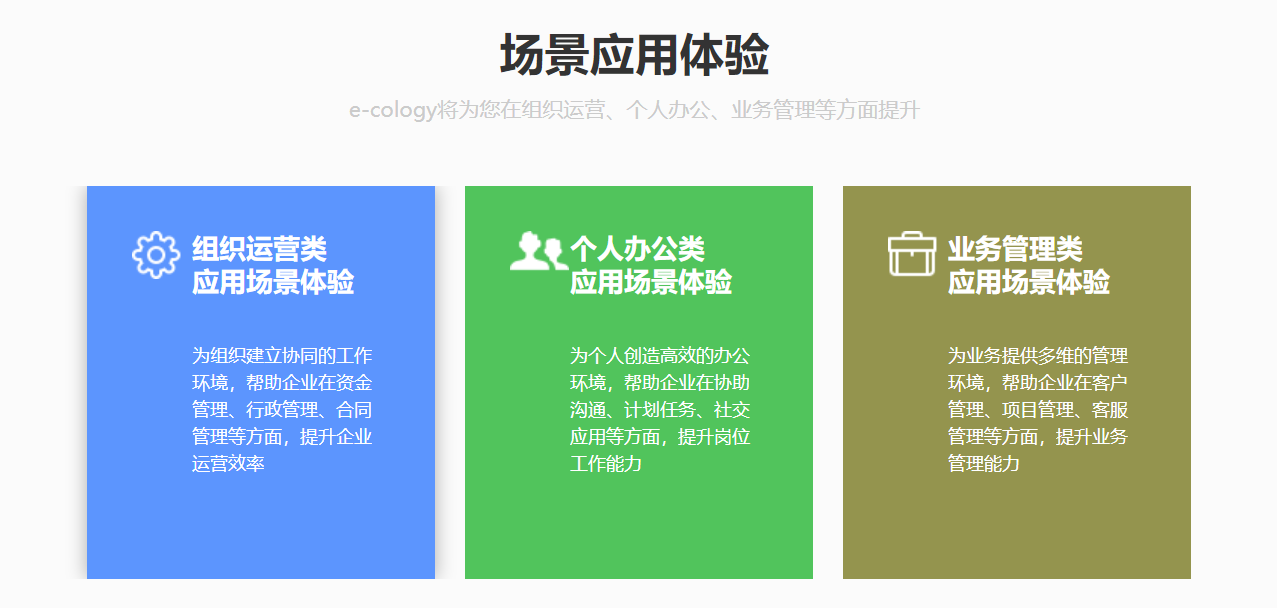 场景应用体验
e-cology将为您在组织运营、个人办公、业务管理等方面提升
组织运营类
应用场景体验
为组织建立协同的工作
环境，帮助企业在资金
管理、行政管理、合同
管理等方面，提升企业
运营效率
个人办公类
应用场景体验
为个人创造高效的办公
环境，帮助企业在协助
沟通、计划任务、社交
应用等方面，提升岗位
工作能力
业务管理类
应用场景体验
为业务提供多维的管理
环境，帮助企业在客户
管理、项目管理、客服
管理等方面，提升业务
管理能力